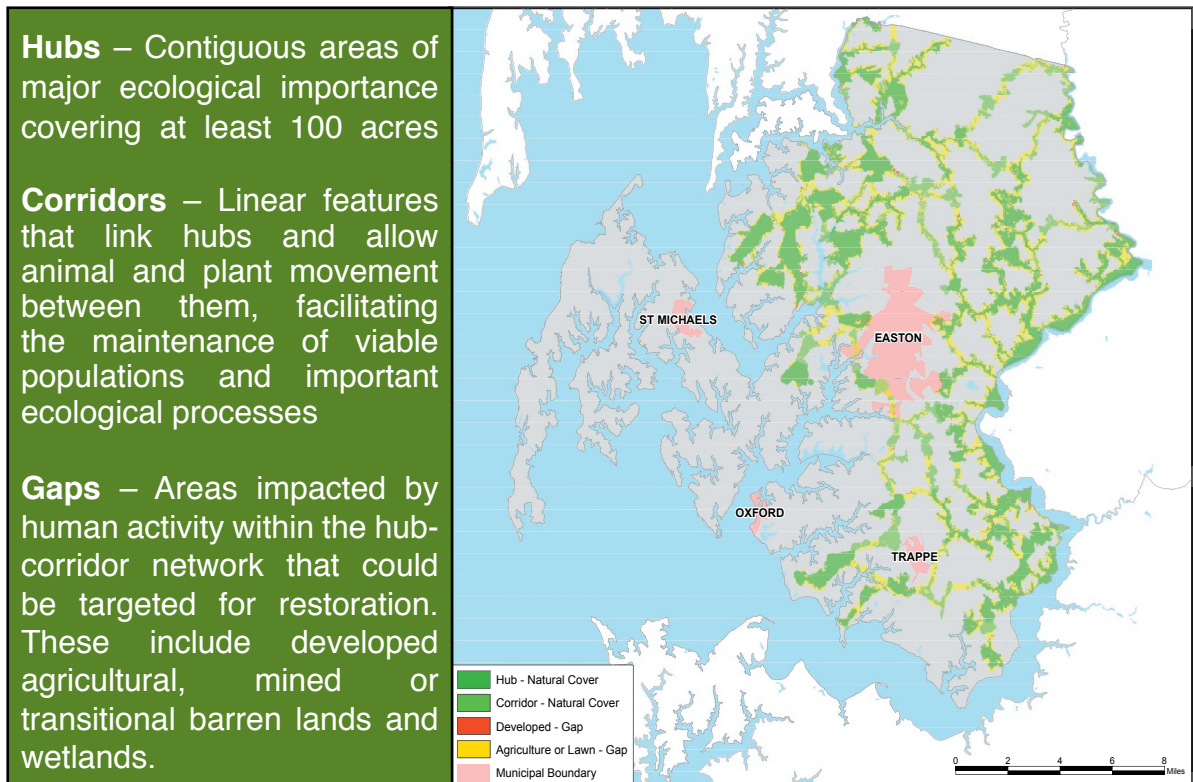 Hubs – Contiguous areas of
major ecological importance
covering at least 100 acres
Corridors – Linear features
that link hubs and allow
animal and plant movement
between them, facilitating
the maintenance of viable
populations and important
ecological processes
Gaps – Areas impacted by
human activity within the hub-
corridor network that could
be targeted for restoration.
These include developed
agricultural, mined or
transitional barren lands and
wetlands.
ST MICHAELS
EASTON
OXFORD
TRAPPE
Hub - Natural Cover
Corridor - Natural Cover
Developed - Gap
Agriculture or Lawn - Gap
Municipal Boundary
0 2 4 6 8
Miles